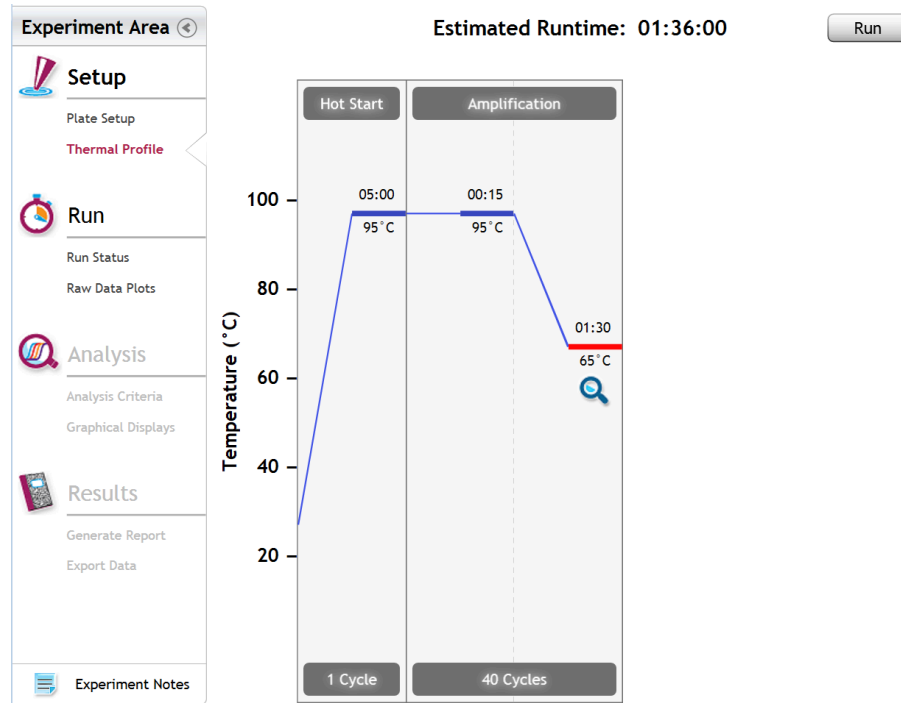 Experiment Area
Estimated Runtime: 01:36:00
Run
Setup
Plate Setup
Thermal Profile
Run
Run Status
Raw Data Plots
Analysis
Analysis Criteria
Graphical Displays
Results
Generate Report
Export Data
Experiment Notes
Hot Start
Amplification
Temperature (°C)
100
80
60
40
20
05:00
95°C
00:15
95°C
01:30
65°C
1 Cycle
40 Cycles